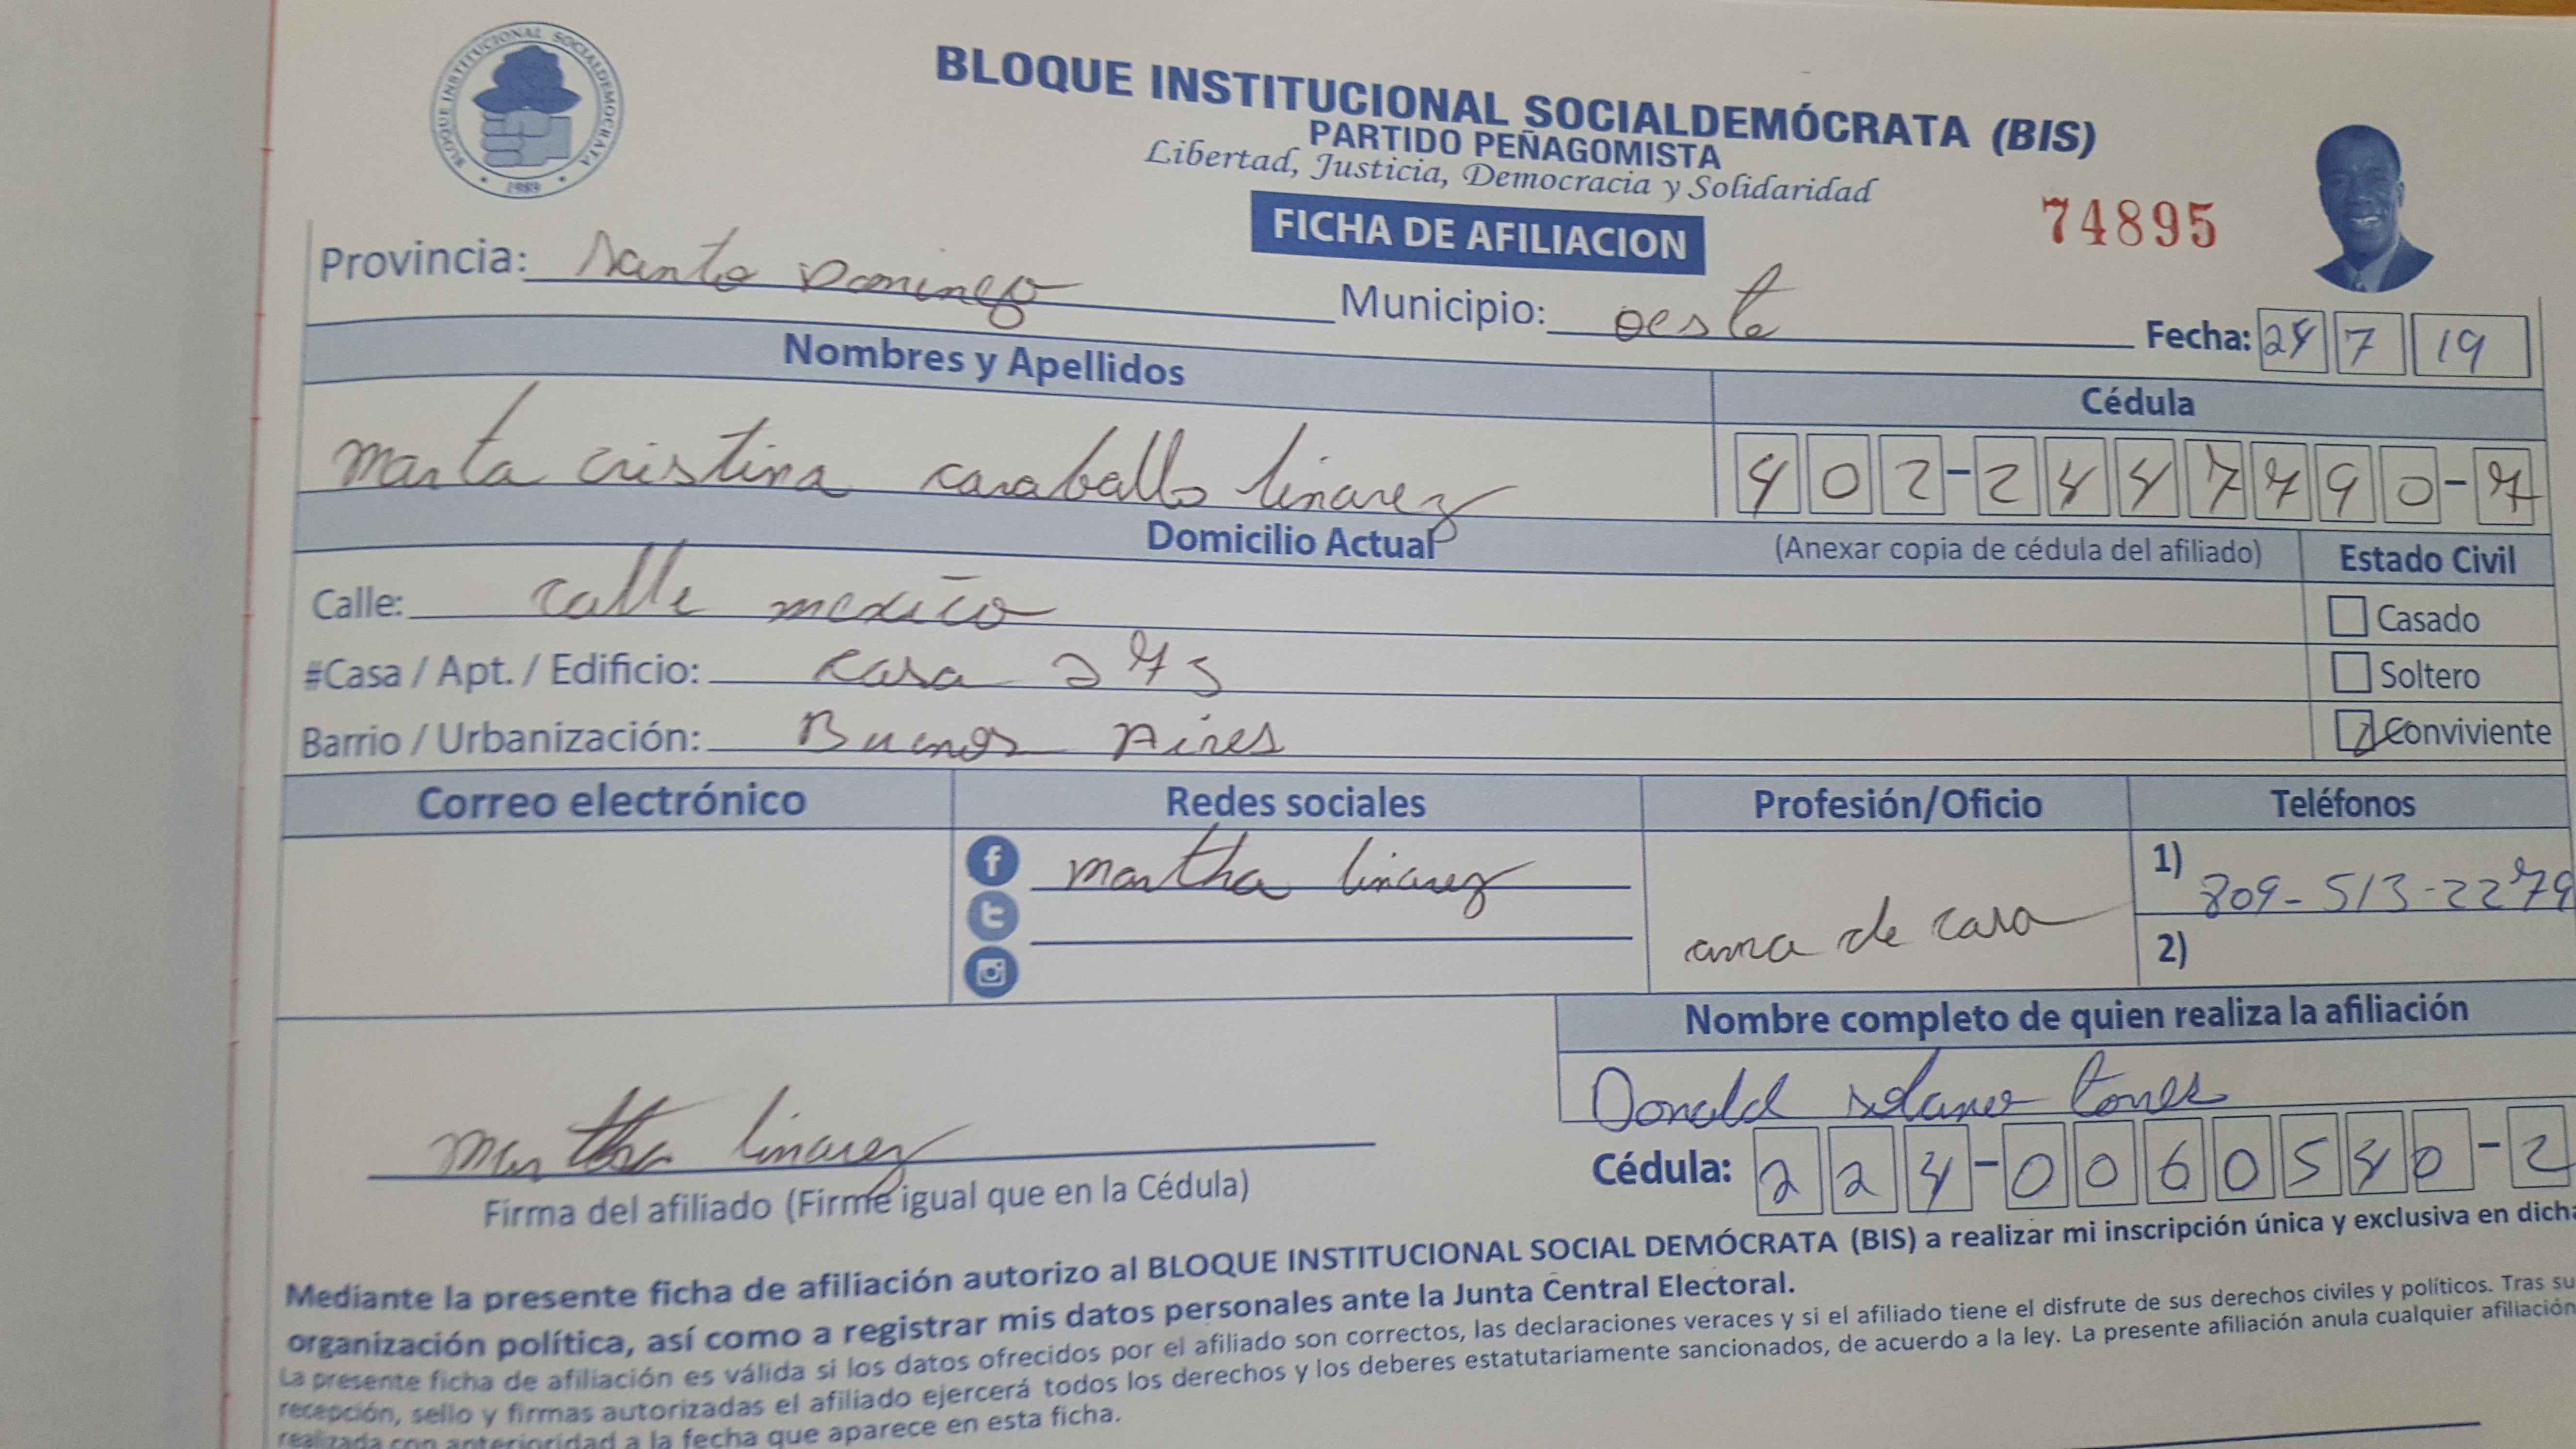 BLOQUE INSTITUCIONAL SOCIALDEMOCRATA
1989
BLOQUE INSTITUCIONAL SOCIALDEMÓCRATA (BIS)
PARTIDO PEÑAGOMISTA
Libertad, Justicia, Democracia y Solidaridad
FICHA DE AFILIACION
74895
Provincia: Santo Domingo Municipio: oeste Fecha: 24 7 19
Nombres y Apellidos Cédula
marta cristina caraballo linarez 402-2447790-7
Domicilio Actual (Anexar copia de cédula del afiliado) Estado Civil
Calle: calle mexico Casado
#Casa / Apt. / Edificio: casa 275 Soltero
Barrio / Urbanización: Buenos Aires Conviviente
Correo electrónico Redes sociales Profesión/Oficio Teléfonos
martha linarez ama de casa 1) 809-513-2279
2)
Nombre completo de quien realiza la afiliación
Donald solano torres
martha linarez
Cédula: 224-0060540-2
Firma del afiliado (Firme igual que en la Cédula)
Mediante la presente ficha de afiliación autorizo al BLOQUE INSTITUCIONAL SOCIAL DEMÓCRATA (BIS) a realizar mi inscripción única y exclusiva en dicha
organización política, así como a registrar mis datos personales ante la Junta Central Electoral.
La presente ficha de afiliación es válida si los datos ofrecidos por el afiliado son correctos, las declaraciones veraces y si el afiliado tiene el disfrute de sus derechos civiles y políticos. Tras su
recepción, sello y firmas autorizadas el afiliado ejercerá todos los derechos y los deberes estatutariamente sancionados, de acuerdo a la ley. La presente afiliación anula cualquier afiliación
realizada con anterioridad a la fecha que aparece en esta ficha.